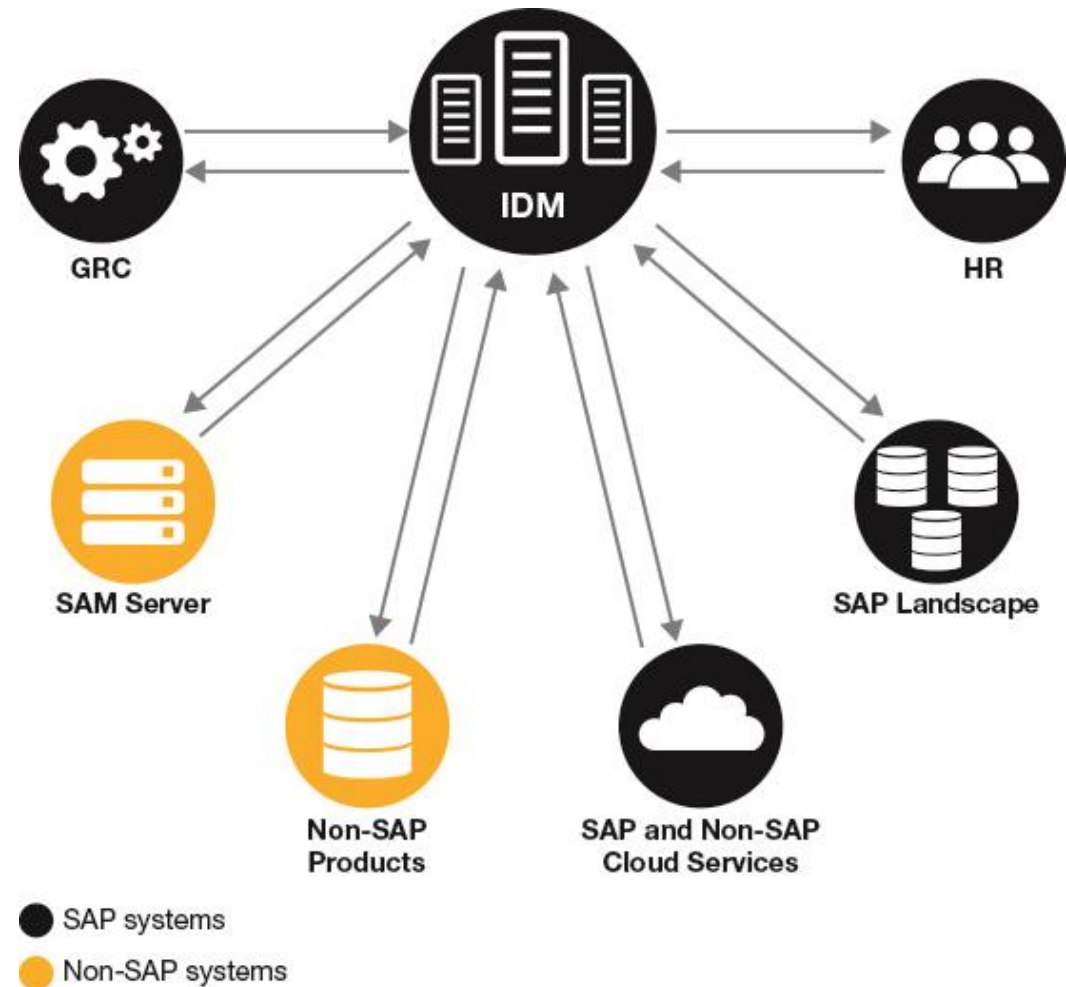 IDM
GRC
HR
SAM Server
SAP Landscape
Non-SAP
Products
SAP and Non-SAP
Cloud Services
SAP systems
Non-SAP systems